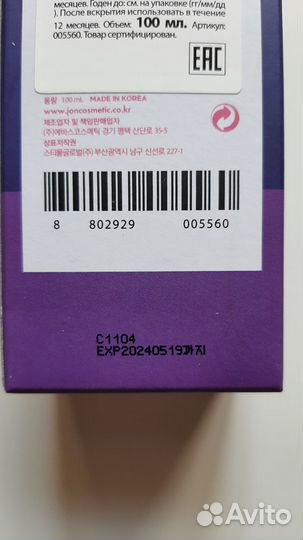 месяцев. Годен до: см. на упаковке (гг/мм/дд
). После вскрытия использовать в течение
12 месяцев. Объем: 100 мл. Артикул:
005560. Товар сертифицирован.
EAC
용량 100 mL MADE IN KOREA
www.joncosmetic.co.kr
제조업자 및 책임판매업자
(주)에바스코스메틱 경기 평택 산단로 35-5
상표저작권
스티몰글로벌(주) 부산광역시 남구 신선로 227-1
8 802929 005560
C1104
EXP20240519까지
Avito